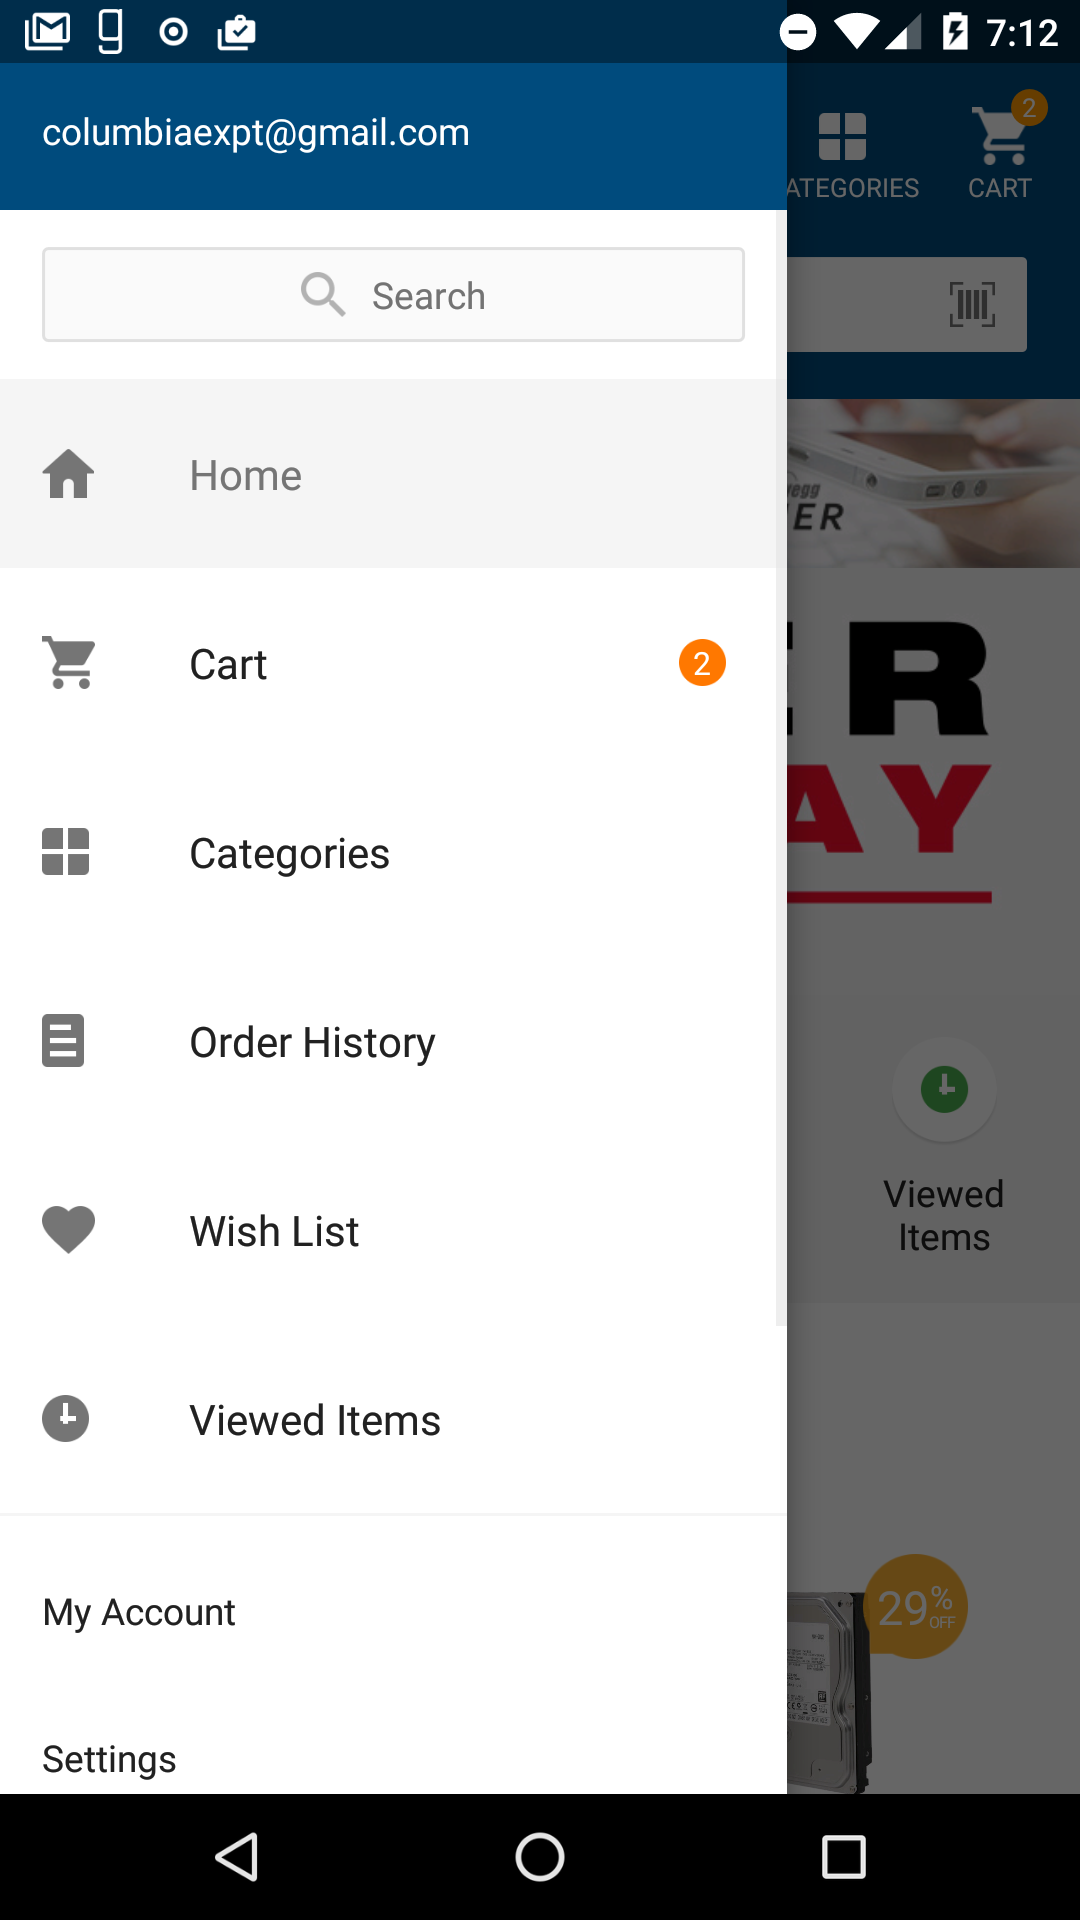 7:12
columbiaexpt@gmail.com
2
ATEGORIES
CART
Search
Home
ER
Cart
2
ER
Categories
AY
Order History
Viewed
Items
Wish List
Viewed Items
My Account
29%
OFF
Settings